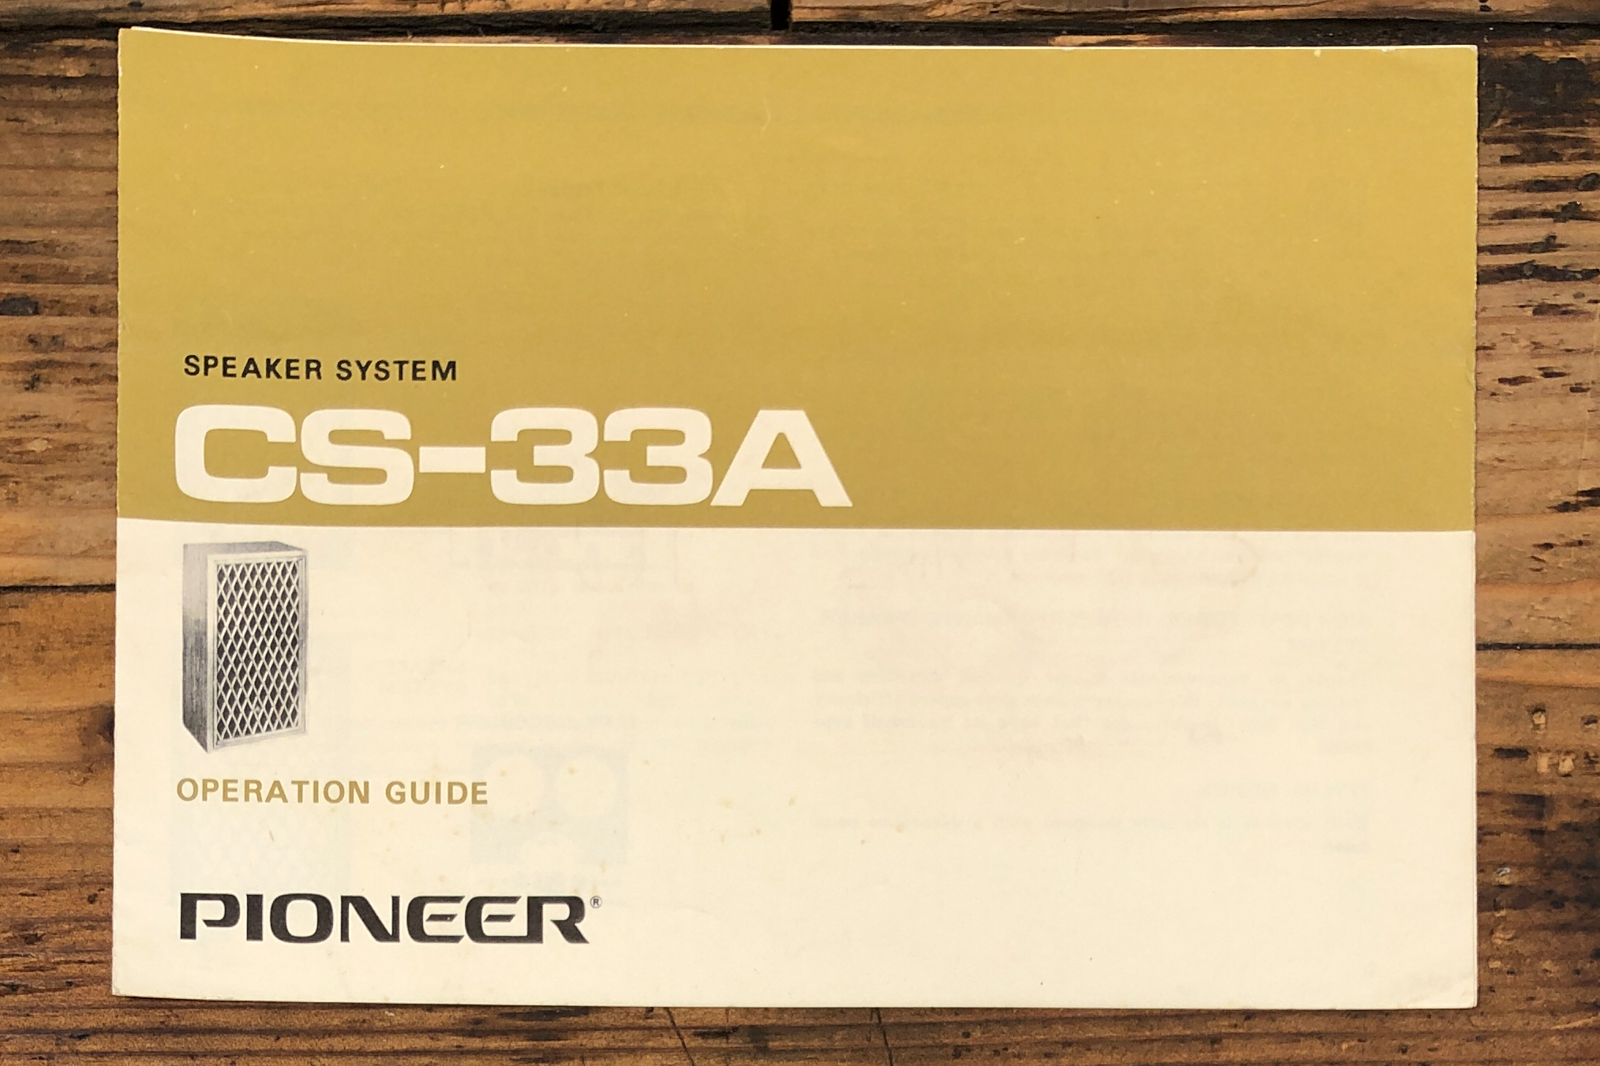 SPEAKER SYSTEM
CS-33A
OPERATION GUIDE
PIONEER®